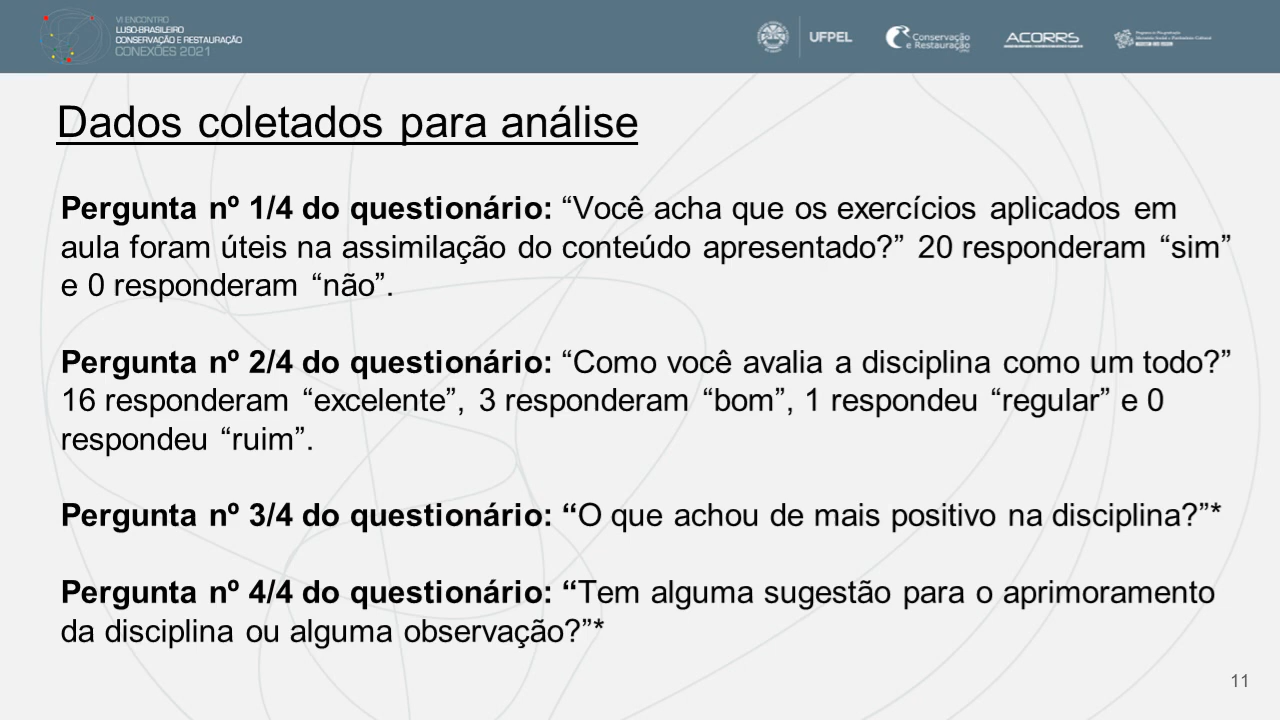 VI ENCONTRO
LUSO-BRASILEIRO
CONSERVAÇÃO E RESTAURAÇÃO
CONEXÕES 2021
UFPEL
Conservação
e Restauração
ACORRS
Dados coletados para análise
Pergunta nº 1/4 do questionário: “Você acha que os exercícios aplicados em
aula foram úteis na assimilação do conteúdo apresentado?” 20 responderam “sim”
e 0 responderam “não”.
Pergunta nº 2/4 do questionário: “Como você avalia a disciplina como um todo?”
16 responderam “excelente”, 3 responderam “bom”, 1 respondeu “regular” e 0
respondeu “ruim”.
Pergunta nº 3/4 do questionário: “O que achou de mais positivo na disciplina?”*
Pergunta nº 4/4 do questionário: “Tem alguma sugestão para o aprimoramento
da disciplina ou alguma observação?”*
11